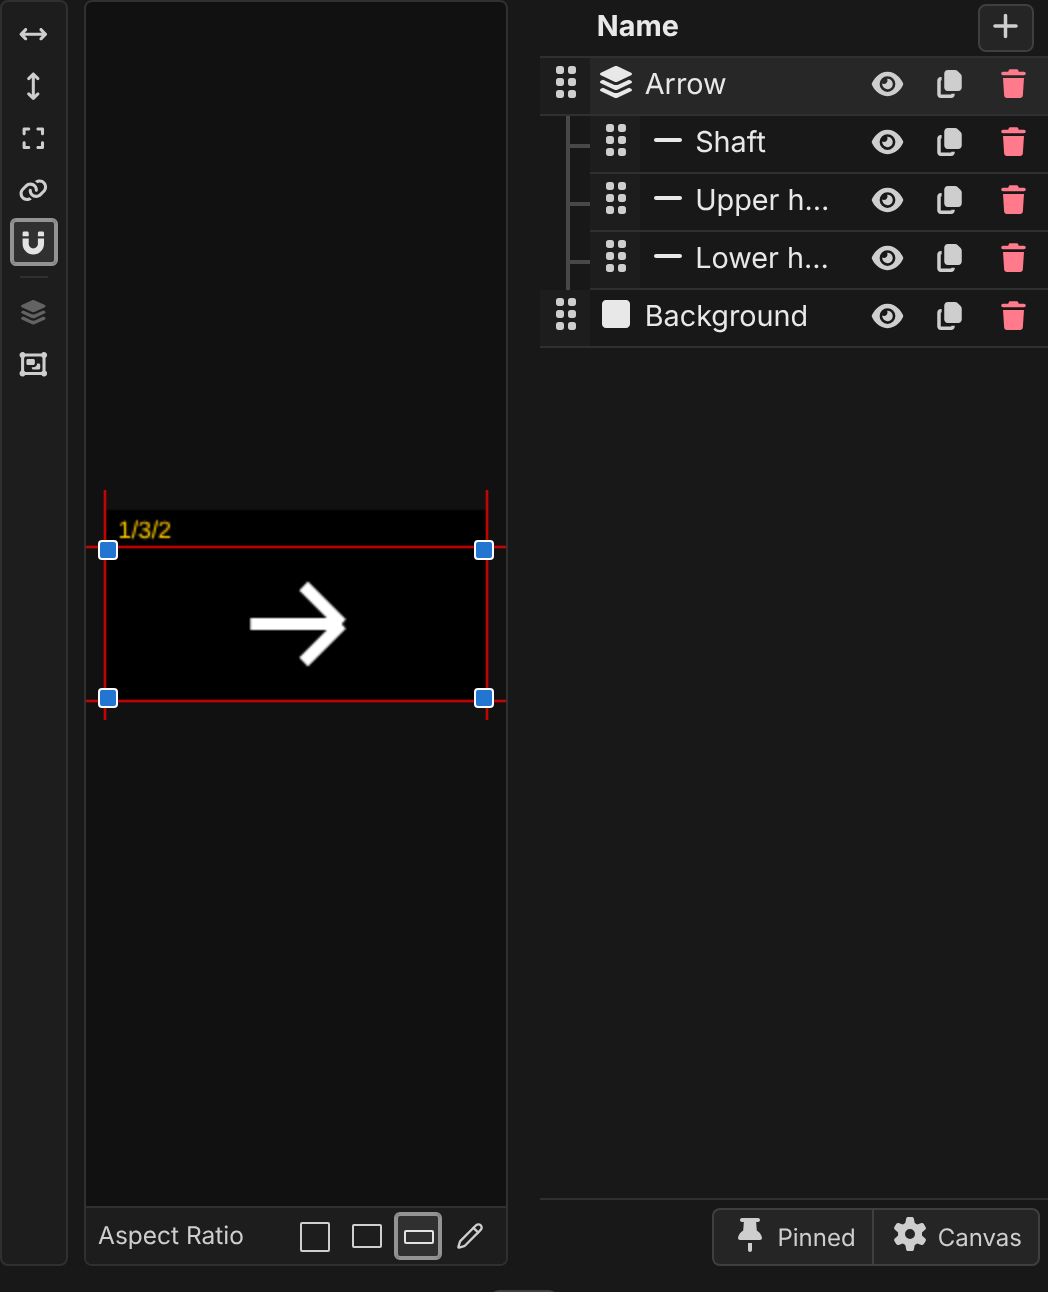 Name
Arrow
Shaft
Upper h...
Lower h...
Background
1/3/2
Aspect Ratio
Pinned
Canvas